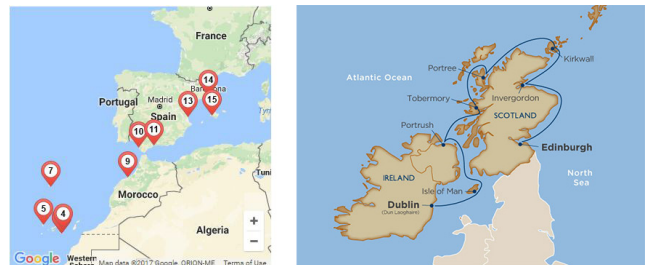 France
14
Barcelona
13
15
Portugal
Madrid
Spain
10
11
9
7
Morocco
5
4
Algeria
Tuni
+
−
Google
Western
Map data ©2017 Google, ORION-ME
Terms of Use
Kirkwall
Portree
Atlantic Ocean
Tobermory
Invergordon
SCOTLAND
Portrush
Edinburgh
IRELAND
North
Sea
Isle of Man
Dublin
(Dun Laoghaire)